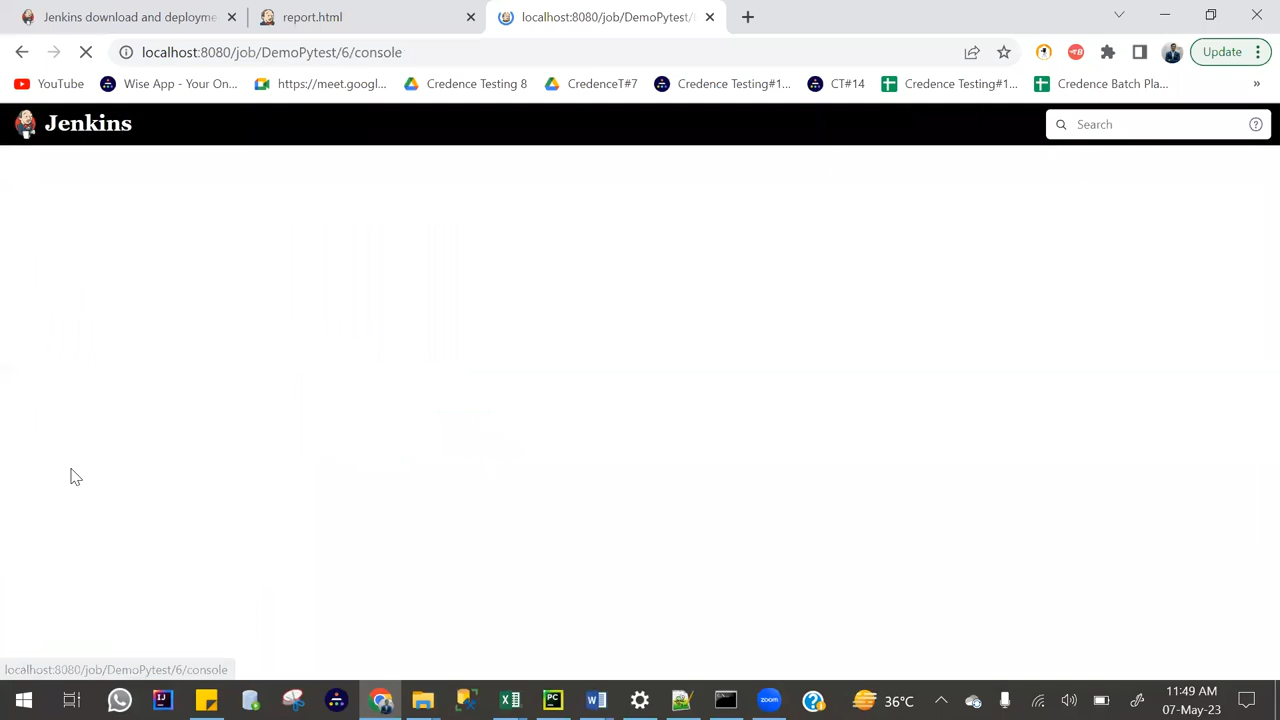 Jenkins download and deployme
report.html
localhost:8080/job/DemoPytest/
localhost:8080/job/DemoPytest/6/console
Update
YouTube
Wise App - Your On...
https://meet.googl...
Credence Testing 8
CredenceT#7
Credence Testing#1...
CT#14
Credence Testing#1...
Credence Batch Pla...
»
Jenkins
Search
localhost:8080/job/DemoPytest/6/console
zoom
36°C
11:49 AM
07-May-23